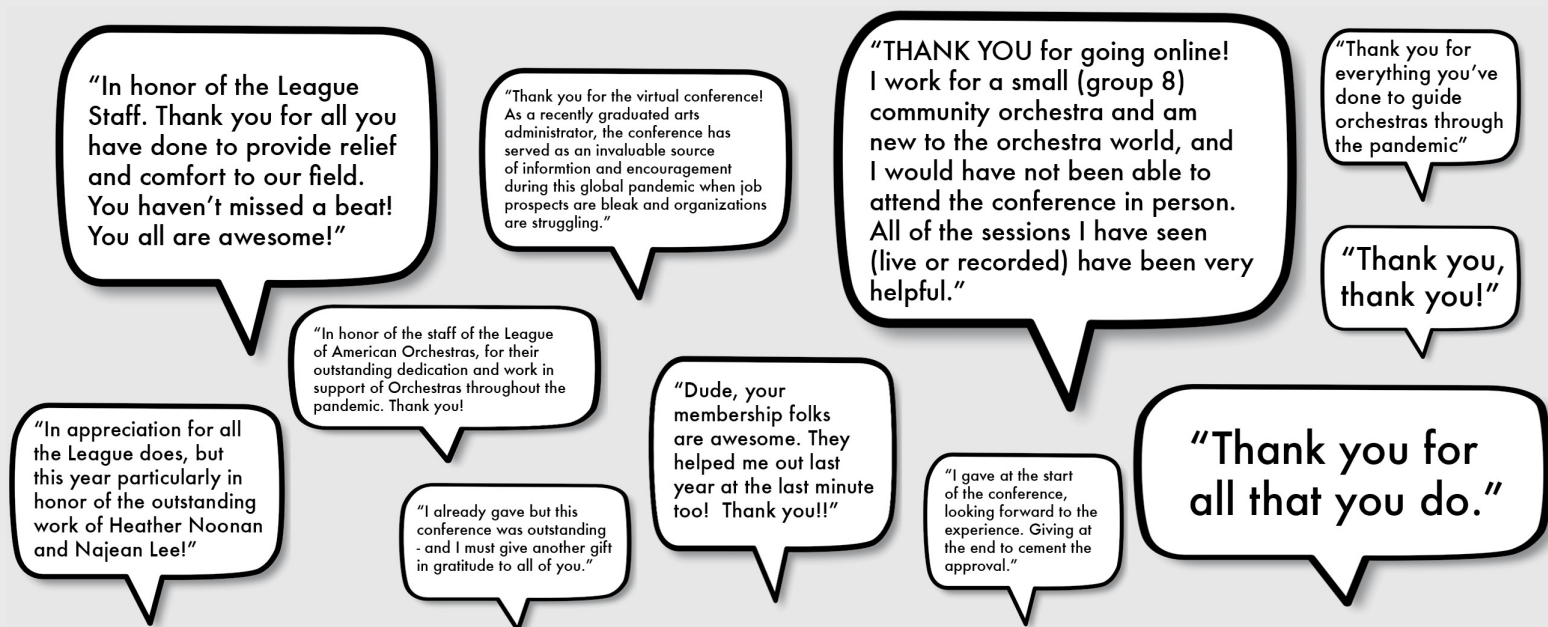 “In honor of the League
Staff. Thank you for all you
have done to provide relief
and comfort to our field.
You haven’t missed a beat!
You all are awesome!”
“Thank you for the virtual conference!
As a recently graduated arts
administrator, the conference has
served as an invaluable source
of informtion and encouragement
during this global pandemic when job
prospects are bleak and organizations
are struggling.”
“THANK YOU for going online!
I work for a small (group 8)
community orchestra and am
new to the orchestra world, and
I would have not been able to
attend the conference in person.
All of the sessions I have seen
(live or recorded) have been very
helpful.”
“Thank you for
everything you’ve
done to guide
orchestras through
the pandemic”
“Thank you,
thank you!”
“In honor of the staff of the League
of American Orchestras, for their
outstanding dedication and work in
support of Orchestras throughout the
pandemic. Thank you!
“In appreciation for all
the League does, but
this year particularly in
honor of the outstanding
work of Heather Noonan
and Najean Lee!”
“I already gave but this
conference was outstanding
- and I must give another gift
in gratitude to all of you.”
“Dude, your
membership folks
are awesome. They
helped me out last
year at the last minute
too!  Thank you!!”
“I gave at the start
of the conference,
looking forward to the
experience. Giving at
the end to cement the
approval.”
“Thank you for
all that you do.”